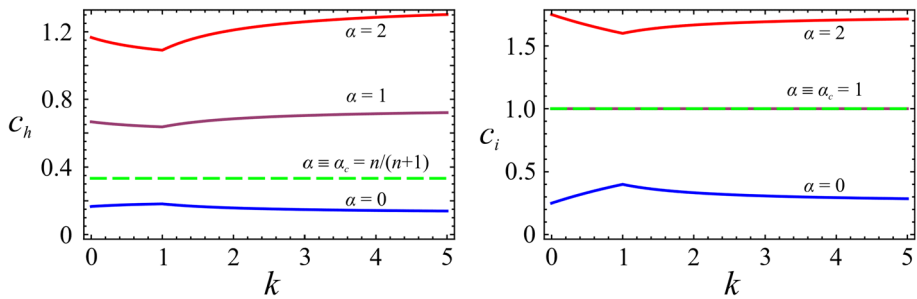 1.2
0.8
0.4
0
c_h
α = 2
α = 1
α ≡ α_c = n/(n+1)
α = 0
0 1 2 3 4 5
k
1.5
1.0
0.5
0
c_i
α = 2
α ≡ α_c = 1
α = 0
0 1 2 3 4 5
k